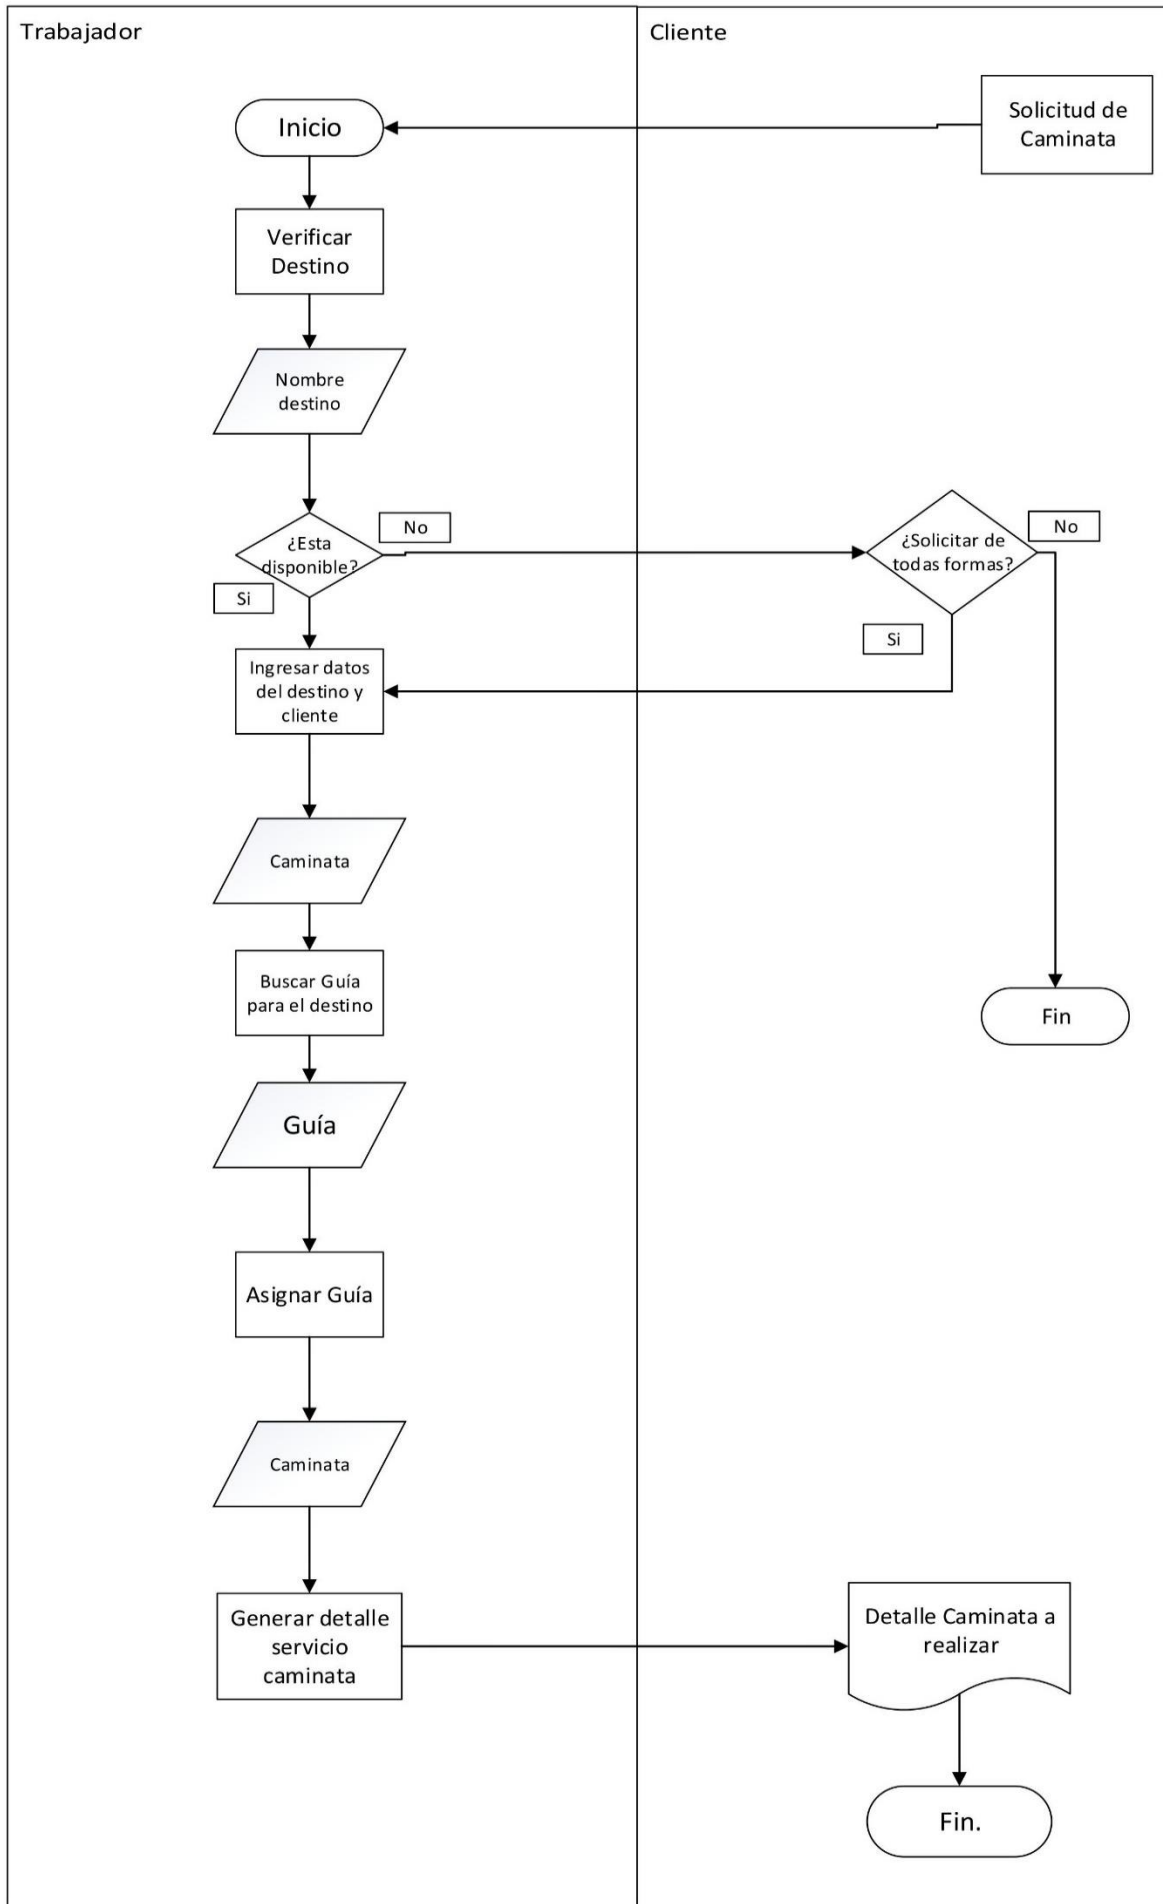 Trabajador
Cliente
Solicitud de
Caminata
Inicio
Verificar
Destino
Nombre
destino
No
¿Esta
disponible?
Si
¿Solicitar de
todas formas?
No
Si
Ingresar datos
del destino y
cliente
Caminata
Buscar Guía
para el destino
Fin
Guía
Asignar Guía
Caminata
Generar detalle
servicio
caminata
Detalle Caminata a
realizar
Fin.